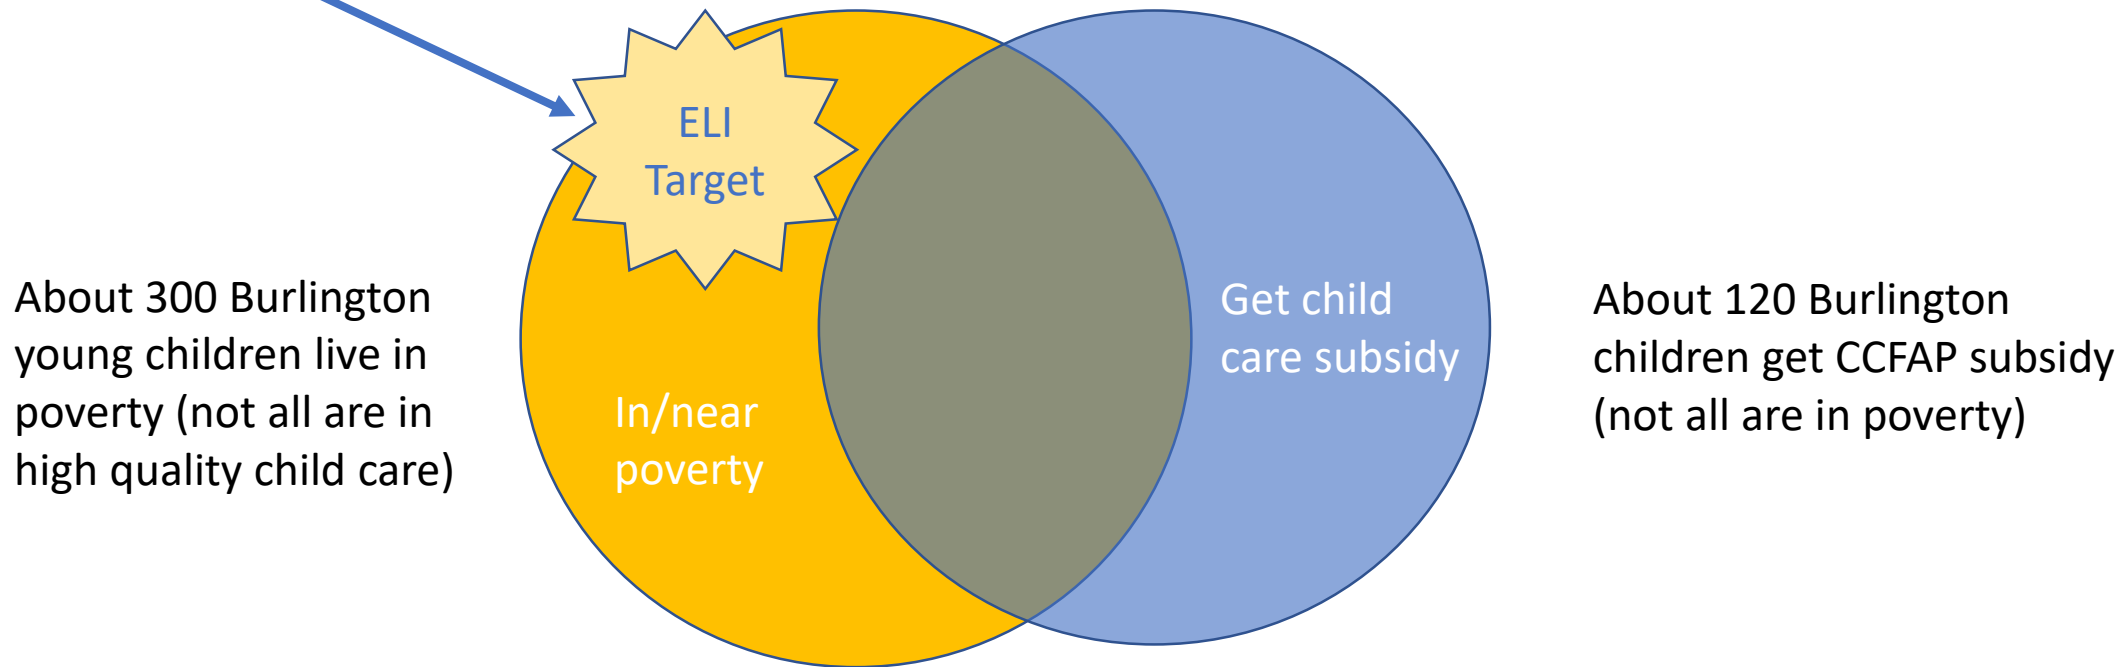 ELI
Target
About 300 Burlington
young children live in
poverty (not all are in
high quality child care)
In/near
poverty
Get child
care subsidy
About 120 Burlington
children get CCFAP subsidy
(not all are in poverty)